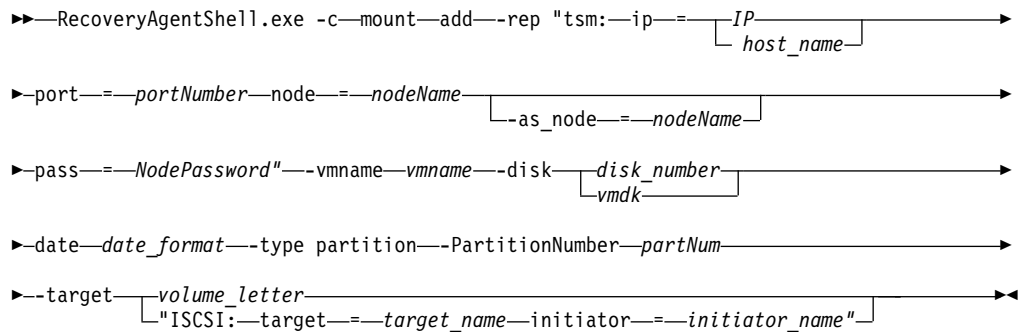 RecoveryAgentShell.exe -c mount add -rep "tsm: ip = IP
host_name
port = portNumber node = nodeName
-as_node = nodeName
pass = NodePassword" -vmname vmname -disk disk_number
vmdk
date date_format -type partition -PartitionNumber partNum
-target volume_letter
"ISCSI: target = target_name initiator = initiator_name"